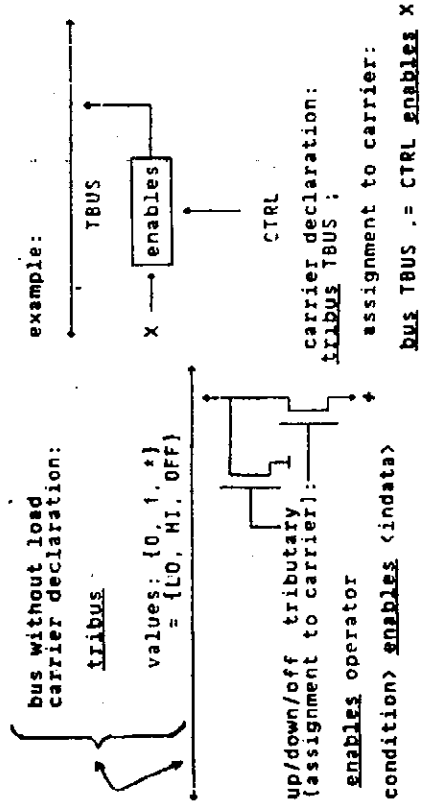 bus without load
carrier declaration:
tribus
values: {0, 1, *}
= {LO, HI, OFF}
up/down/off tributary
(assignment to carrier):
enables operator
condition> enables <indata>
+
example:
TBUS
X
enables
CTRL
carrier declaration:
tribus TBUS ;
assignment to carrier:
bus TBUS .= CTRL enables X